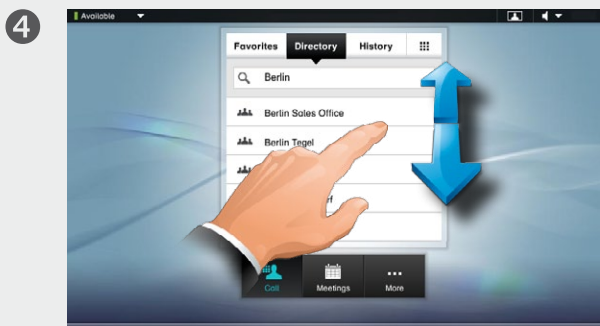 4
Available
Favorites Directory History
Berlin
Berlin Sales Office
Berlin Tegel
Call Meetings More